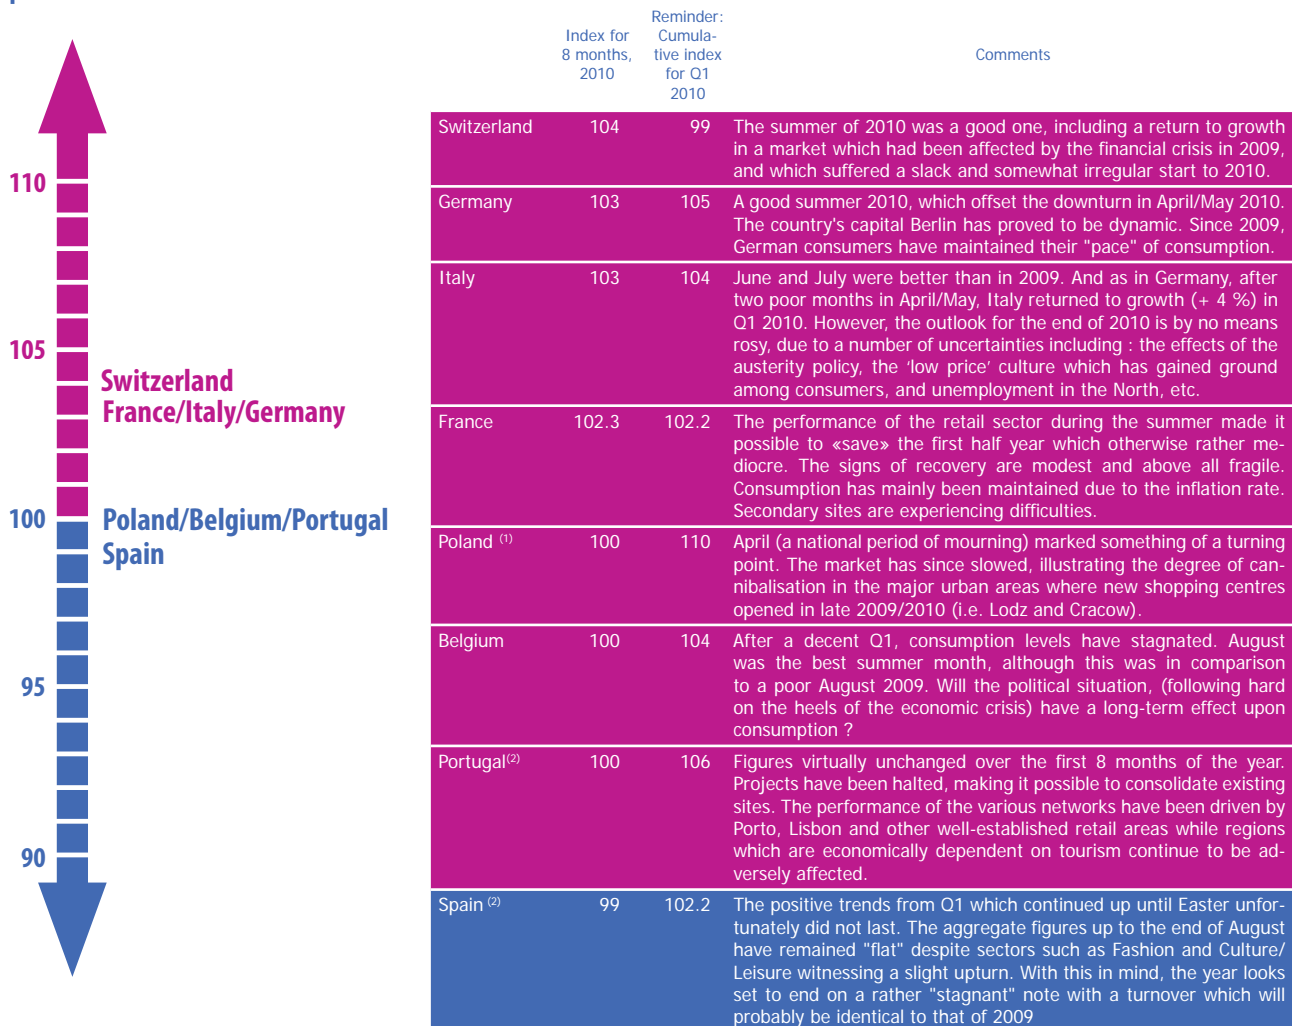 110
105
100
95
90
Switzerland
France/Italy/Germany
Poland/Belgium/Portugal
Spain
Index for
8 months,
2010
Reminder:
Cumula-
tive index
for Q1
2010
Comments
Switzerland 104 99 The summer of 2010 was a good one, including a return to growth
in a market which had been affected by the financial crisis in 2009,
and which suffered a slack and somewhat irregular start to 2010.
Germany 103 105 A good summer 2010, which offset the downturn in April/May 2010.
The country's capital Berlin has proved to be dynamic. Since 2009,
German consumers have maintained their "pace" of consumption.
Italy 103 104 June and July were better than in 2009. And as in Germany, after
two poor months in April/May, Italy returned to growth (+ 4 %) in
Q1 2010. However, the outlook for the end of 2010 is by no means
rosy, due to a number of uncertainties including : the effects of the
austerity policy, the ‘low price’ culture which has gained ground
among consumers, and unemployment in the North, etc.
France 102.3 102.2 The performance of the retail sector during the summer made it
possible to «save» the first half year which otherwise rather me-
diocre. The signs of recovery are modest and above all fragile.
Consumption has mainly been maintained due to the inflation rate.
Secondary sites are experiencing difficulties.
Poland (1) 100 110 April (a national period of mourning) marked something of a turning
point. The market has since slowed, illustrating the degree of can-
nibalisation in the major urban areas where new shopping centres
opened in late 2009/2010 (i.e. Lodz and Cracow).
Belgium 100 104 After a decent Q1, consumption levels have stagnated. August
was the best summer month, although this was in comparison
to a poor August 2009. Will the political situation, (following hard
on the heels of the economic crisis) have a long-term effect upon
consumption ?
Portugal(2) 100 106 Figures virtually unchanged over the first 8 months of the year.
Projects have been halted, making it possible to consolidate existing
sites. The performance of the various networks have been driven by
Porto, Lisbon and other well-established retail areas while regions
which are economically dependent on tourism continue to be ad-
versely affected.
Spain (2) 99 102.2 The positive trends from Q1 which continued up until Easter unfor-
tunately did not last. The aggregate figures up to the end of August
have remained "flat" despite sectors such as Fashion and Culture/
Leisure witnessing a slight upturn. With this in mind, the year looks
set to end on a rather "stagnant" note with a turnover which will
probably be identical to that of 2009